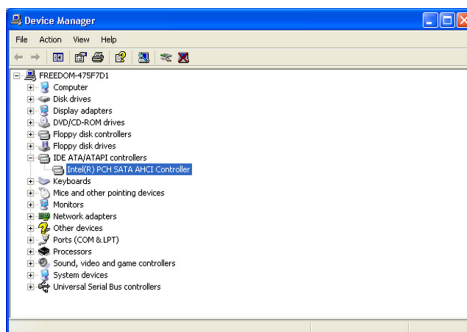 Device Manager
File Action View Help
FREEDOM-475F7D1
Computer
Disk drives
Display adapters
DVD/CD-ROM drives
Floppy disk controllers
Floppy disk drives
IDE ATA/ATAPI controllers
Intel(R) PCH SATA AHCI Controller
Keyboards
Mice and other pointing devices
Monitors
Network adapters
Other devices
Ports (COM & LPT)
Processors
Sound, video and game controllers
System devices
Universal Serial Bus controllers